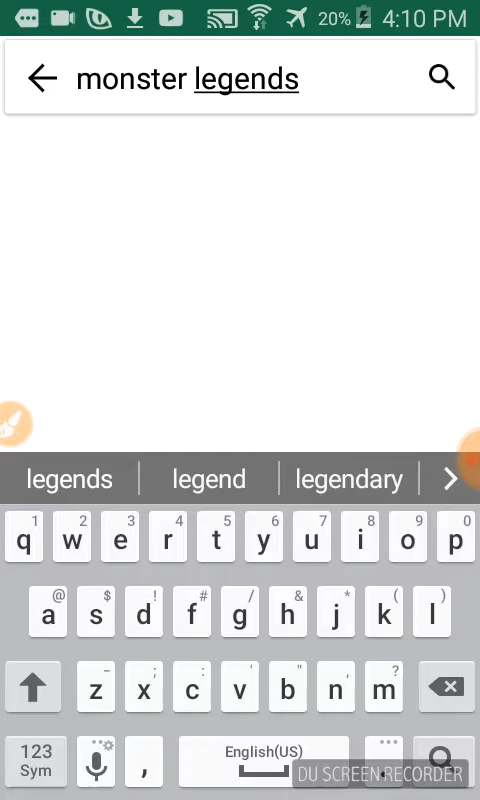 20% 4:10 PM
monster legends
legends legend legendary
1 2 3 4 5 6 7 8 9 0
q w e r t y u i o p
@ $ ! # / & * ( )
a s d f g h j k l
− ; : ' " , ?
z x c v b n m
123 Sym , English(US) .
DU SCREEN RECORDER